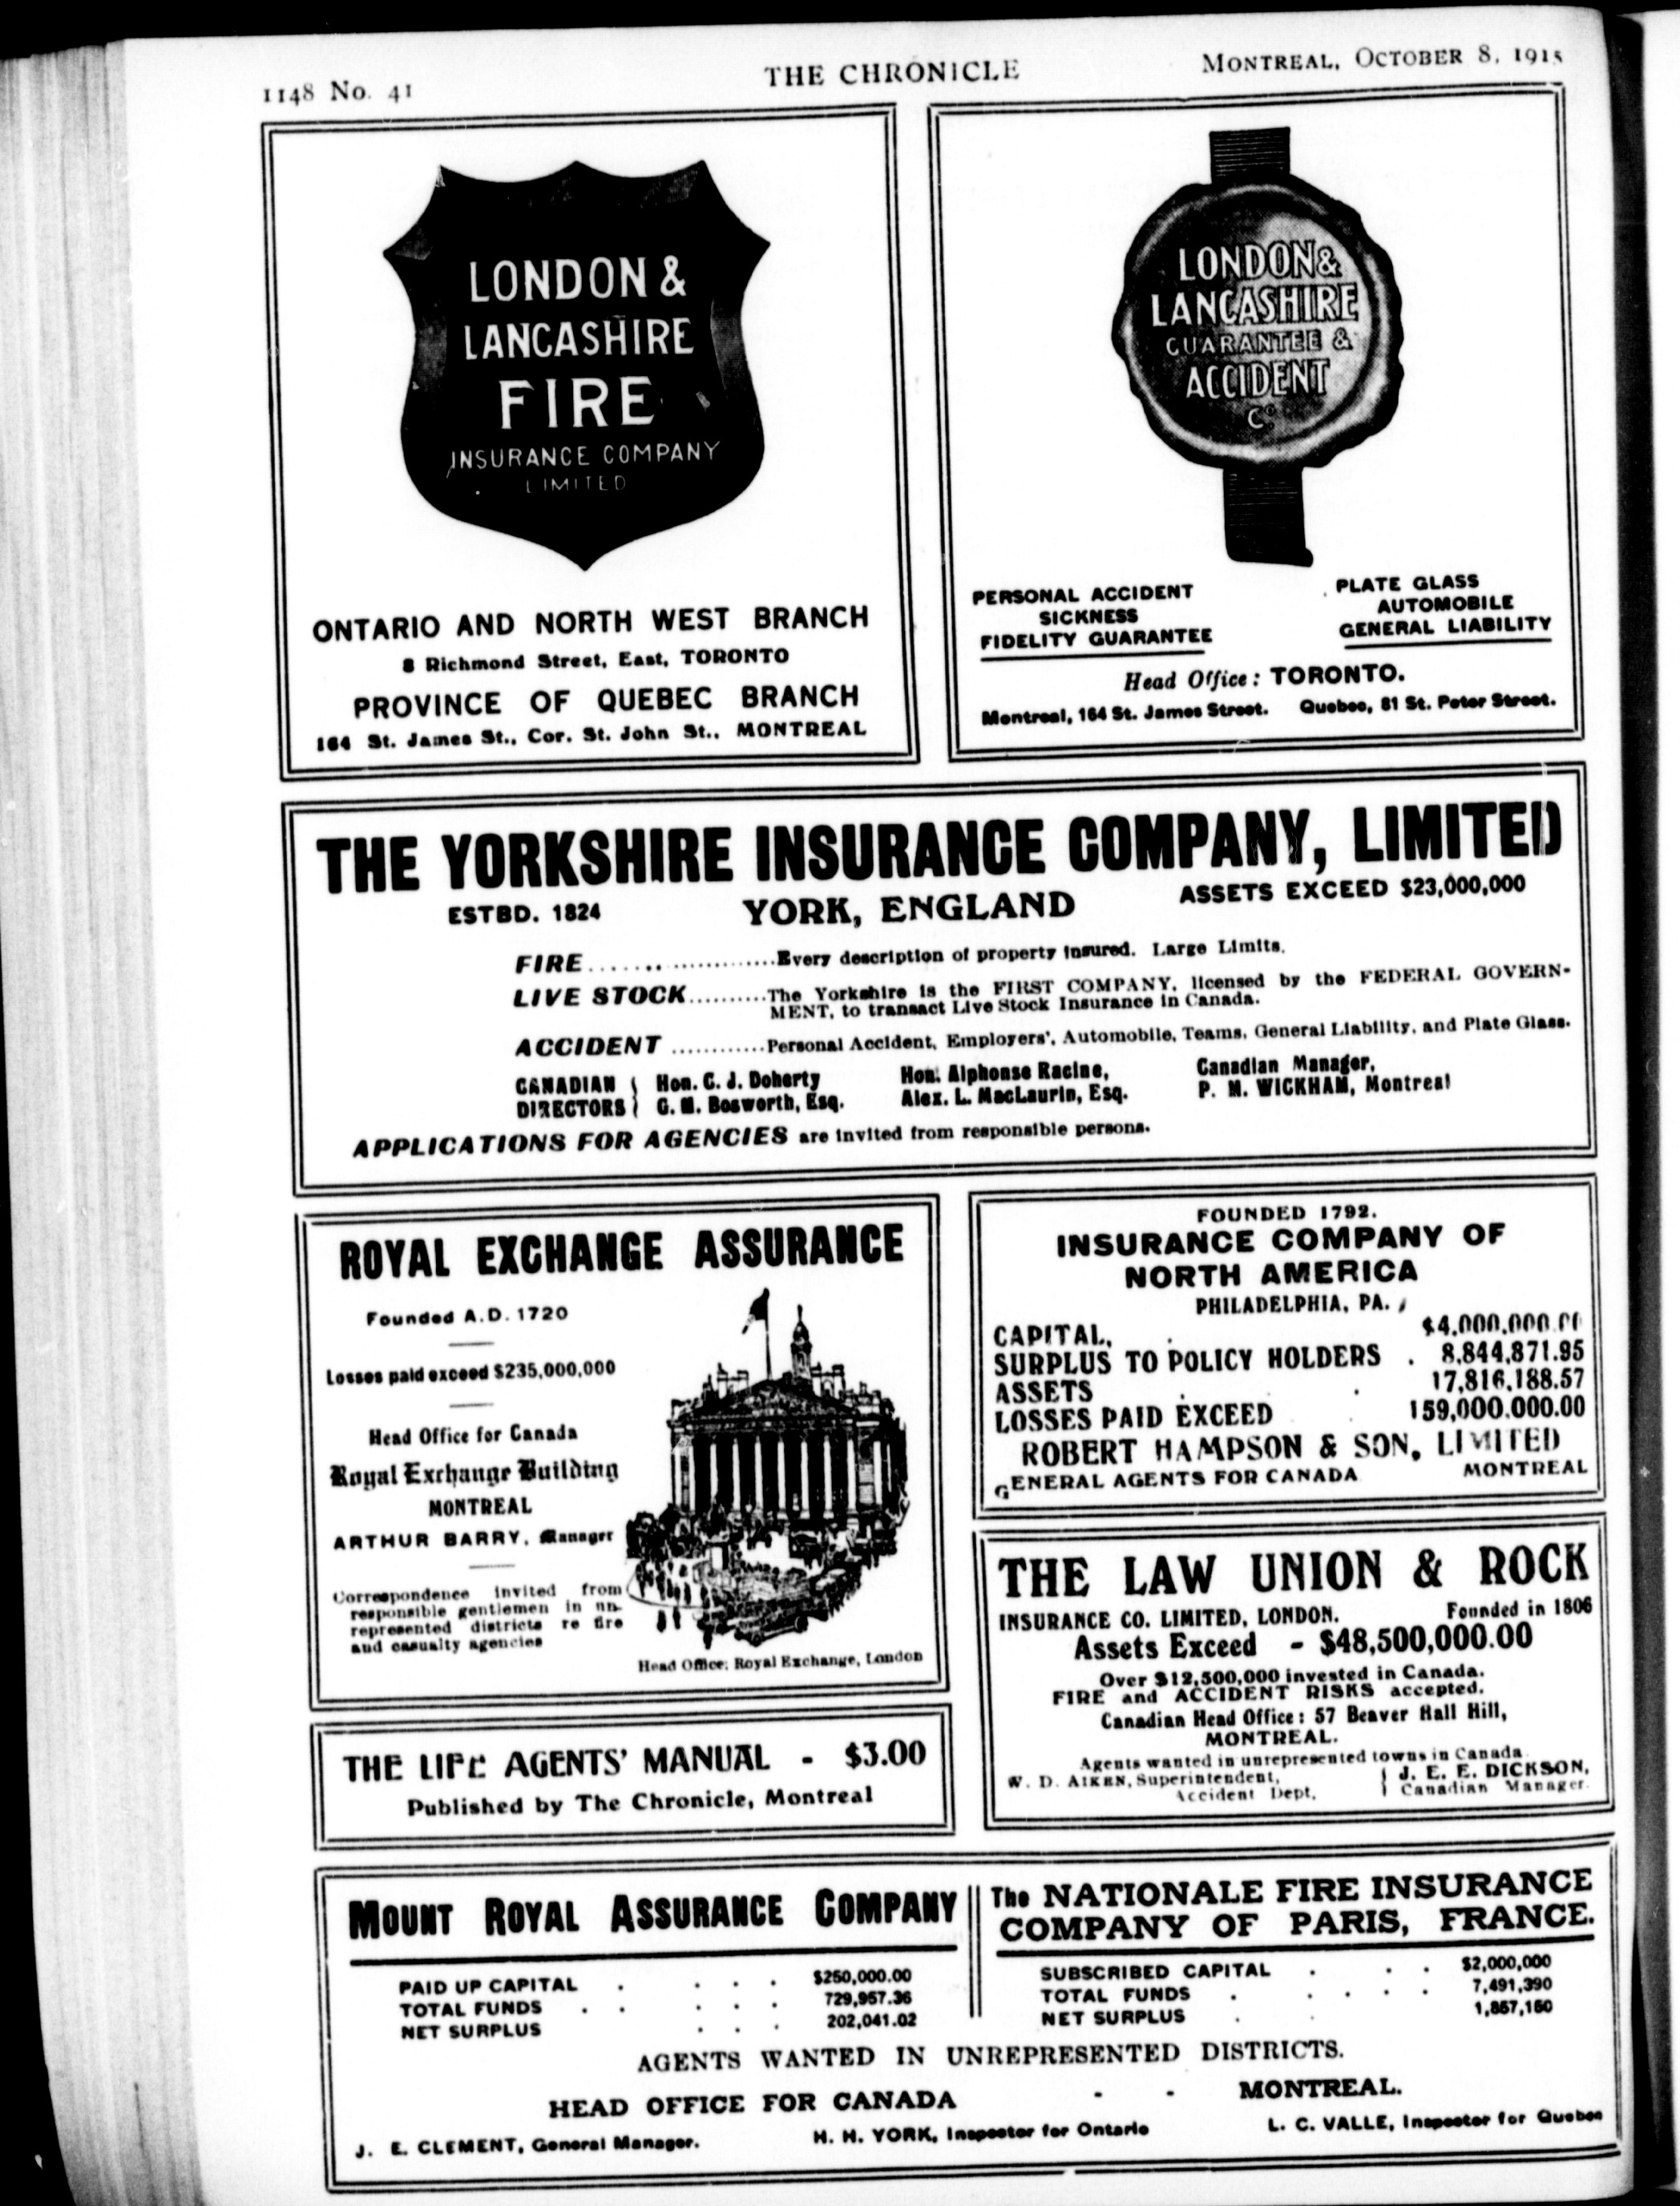 1148 No. 41
THE CHRONICLE
MONTREAL, OCTOBER 8, 1915
LONDON &
LANCASHIRE
FIRE
INSURANCE COMPANY
LIMITED
ONTARIO AND NORTH WEST BRANCH
8 Richmond Street, East, TORONTO
PROVINCE OF QUEBEC BRANCH
164 St. James St., Cor. St. John St., MONTREAL
LONDON &
LANCASHIRE
GUARANTEE &
ACCIDENT
Co
PERSONAL ACCIDENT
SICKNESS
FIDELITY GUARANTEE
PLATE GLASS
AUTOMOBILE
GENERAL LIABILITY
Head Office: TORONTO.
Montreal, 164 St. James Street. Quebec, 81 St. Peter Street.
THE YORKSHIRE INSURANCE COMPANY, LIMITED
ESTBD. 1824 YORK, ENGLAND ASSETS EXCEED $23,000,000
FIRE....................Every description of property insured. Large Limits.
LIVE STOCK..........The Yorkshire is the FIRST COMPANY, licensed by the FEDERAL GOVERN-
MENT, to transact Live Stock Insurance in Canada.
ACCIDENT ............Personal Accident, Employers', Automobile, Teams, General Liability, and Plate Glass.
CANADIAN { Hon. C. J. Doherty Hon. Alphonse Racine, Canadian Manager,
DIRECTORS { G. M. Bosworth, Esq. Alex. L. MacLaurin, Esq. P. M. WICKHAM, Montreal
APPLICATIONS FOR AGENCIES are invited from responsible persons.
ROYAL EXCHANGE ASSURANCE
Founded A.D. 1720
Losses paid exceed $235,000,000
Head Office for Canada
Royal Exchange Building
MONTREAL
ARTHUR BARRY, Manager
Correspondence invited from
responsible gentlemen in un-
represented districts re fire
and casualty agencies
Head Office: Royal Exchange, London
FOUNDED 1792.
INSURANCE COMPANY OF
NORTH AMERICA
PHILADELPHIA, PA.,
CAPITAL, . $4,000,000.00
SURPLUS TO POLICY HOLDERS . 8,844,871.95
ASSETS . . 17,816,188.57
LOSSES PAID EXCEED . 159,000.000.00
ROBERT HAMPSON & SON, LIMITED
GENERAL AGENTS FOR CANADA MONTREAL
THE LAW UNION & ROCK
INSURANCE CO. LIMITED, LONDON. Founded in 1806
Assets Exceed - $48,500,000.00
Over $12,500,000 invested in Canada.
FIRE and ACCIDENT RISKS accepted.
Canadian Head Office: 57 Beaver Hall Hill,
MONTREAL.
Agents wanted in unrepresented towns in Canada.
W. D. AIKEN, Superintendent, } J. E. E. DICKSON,
Accident Dept, } Canadian Manager.
THE LIFE AGENTS' MANUAL - $3.00
Published by The Chronicle, Montreal
MOUNT ROYAL ASSURANCE COMPANY
PAID UP CAPITAL . . . . . $250,000.00
TOTAL FUNDS . . . . . 729,957.36
NET SURPLUS . . . 202,041.02
The NATIONALE FIRE INSURANCE
COMPANY OF PARIS, FRANCE.
SUBSCRIBED CAPITAL . . . $2,000,000
TOTAL FUNDS . . . . . 7,491,390
NET SURPLUS . . 1,857,150
AGENTS WANTED IN UNREPRESENTED DISTRICTS.
HEAD OFFICE FOR CANADA - - MONTREAL.
J. E. CLEMENT, General Manager. H. H. YORK, Inspector for Ontario L. C. VALLE, Inspector for Quebec